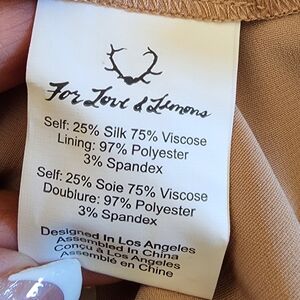 For Love & Lemons
Self: 25% Silk 75% Viscose
Lining: 97% Polyester
3% Spandex
Self: 25% Soie 75% Viscose
Doublure: 97% Polyester
3% Spandex
Designed In Los Angeles
Assembled In China
Conçu à Los Angeles
Assemblé en Chine